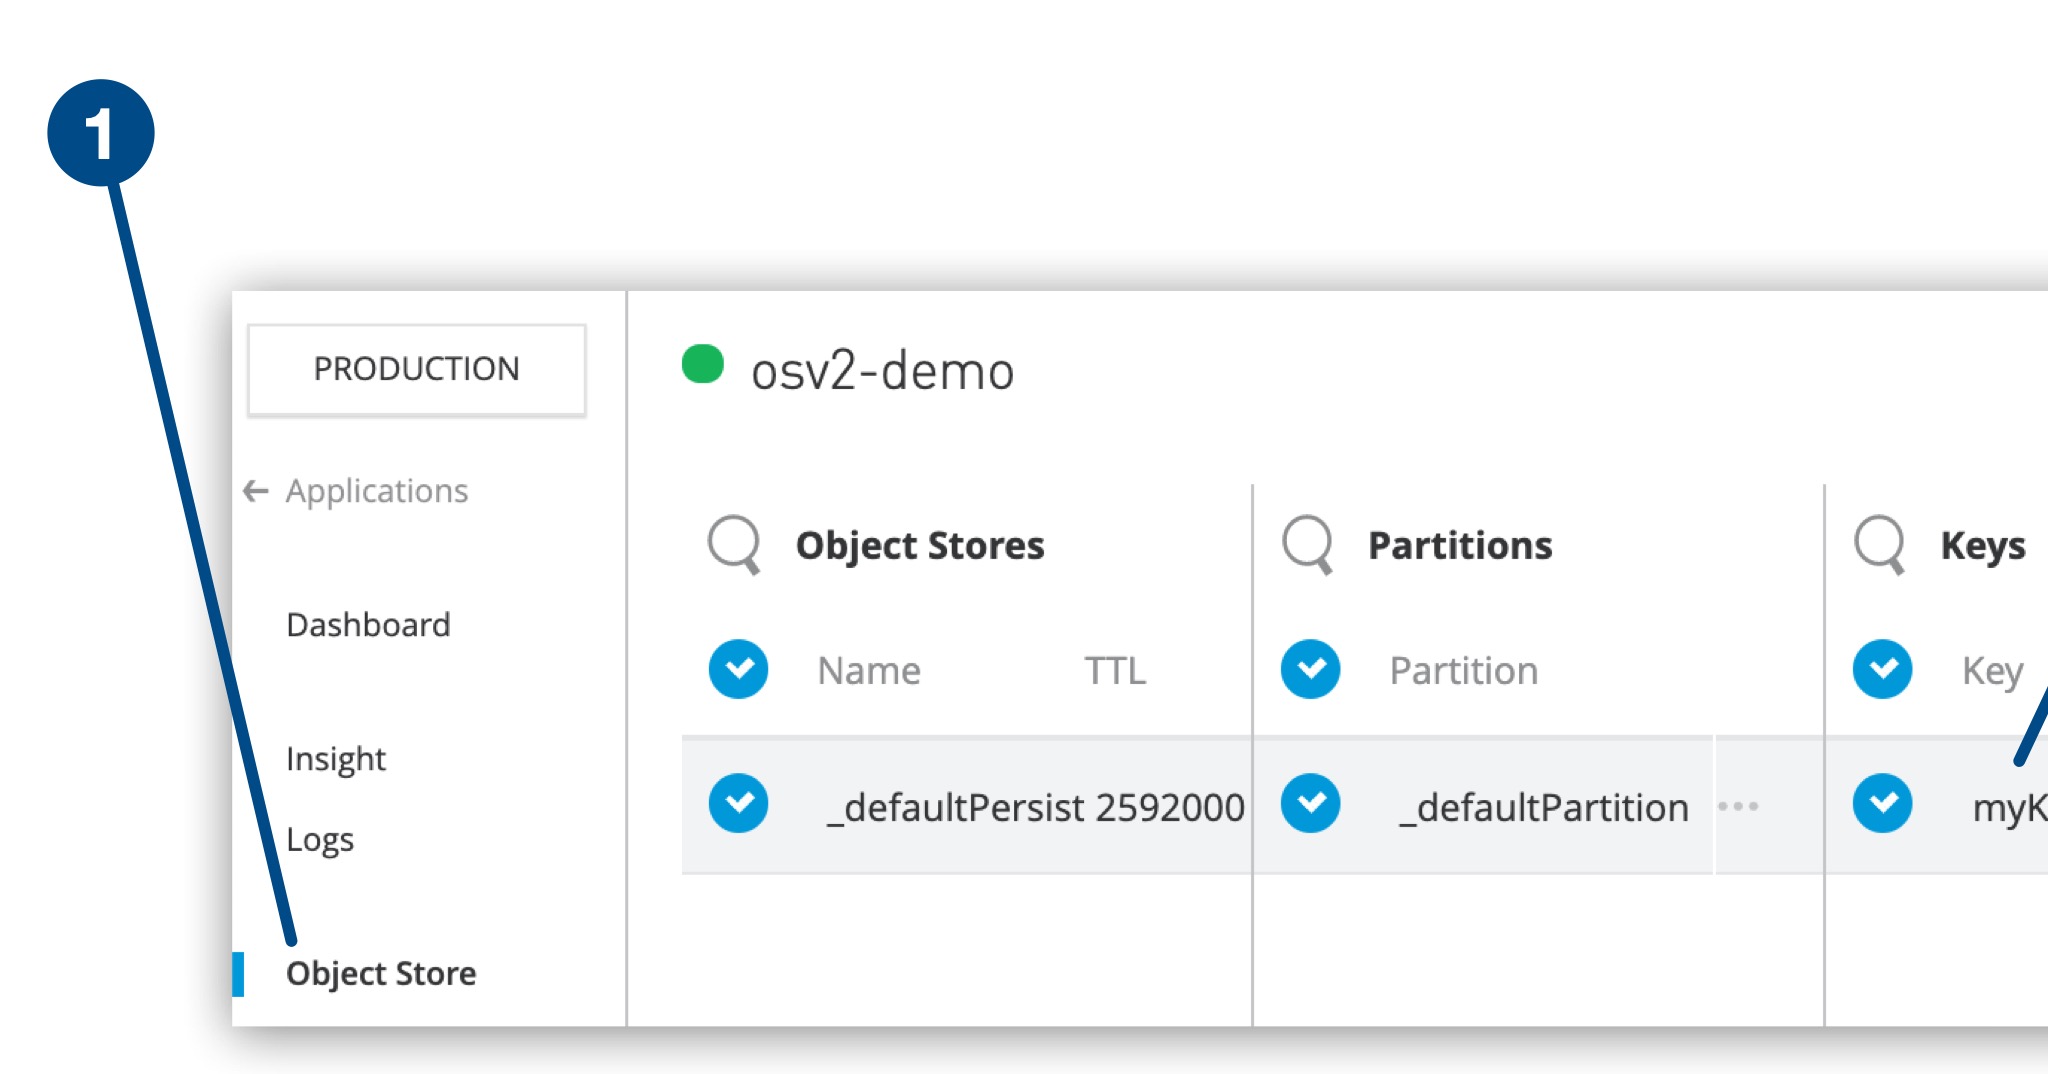 1
PRODUCTION
osv2-demo
Applications
Object Stores
Partitions
Keys
Dashboard
Name TTL
Partition
Key
Insight
_defaultPersist 2592000
_defaultPartition
myK
Logs
Object Store